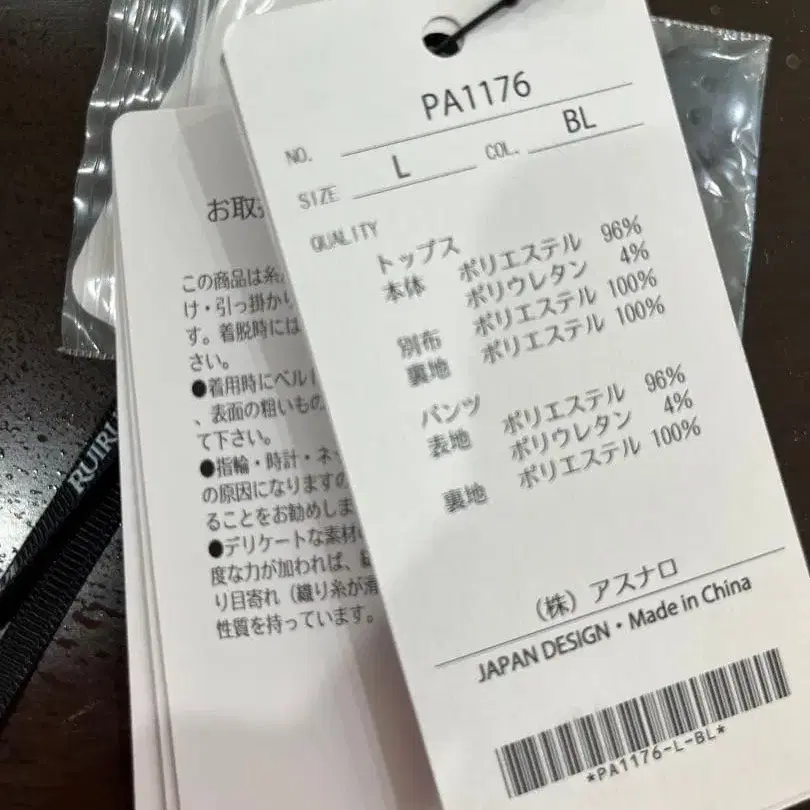 PA1176
NO.
SIZE L COL. BL
QUALITY
トップス
本体 ポリエステル 96%
ポリウレタン 4%
別布 ポリエステル 100%
裏地 ポリエステル 100%
パンツ
表地 ポリエステル 96%
ポリウレタン 4%
裏地 ポリエステル 100%
(株) アスナロ
JAPAN DESIGN・Made in China
*PA1176-L-BL*
お取
この商品は糸
け・引っ掛かり
す。着脱時には
さい。
●着用時にベル
、表面の粗いもの
て下さい。
●指輪・時計・ネッ
の原因になりますの
ることをお勧めしま
●デリケートな素材
度な力が加われば、
り目寄れ（織り糸が滑
性質を持っています。
RUIRU